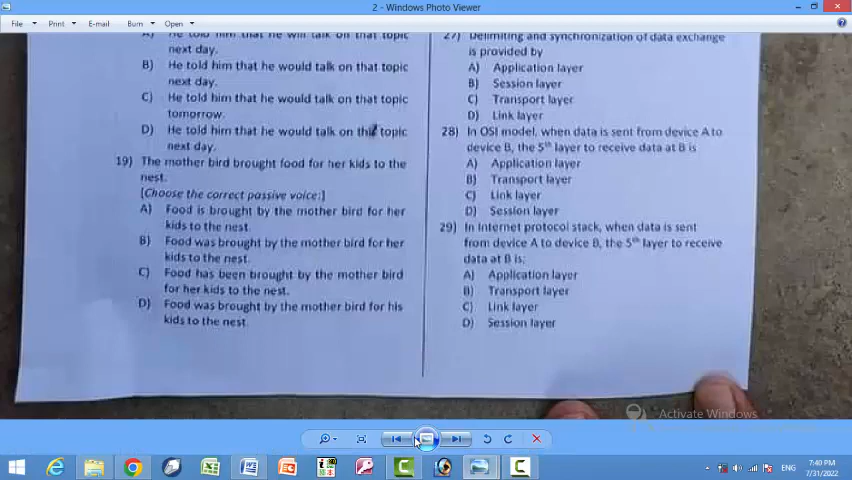 2 - Windows Photo Viewer
File
Print
E-mail
Burn
Open
A) He told him that he will talk on that topic
next day.
B) He told him that he would talk on that topic
next day.
C) He told him that he would talk on that topic
tomorrow.
D) He told him that he would talk on this topic
next day.
19) The mother bird brought food for her kids to the
nest.
[Choose the correct passive voice:]
A) Food is brought by the mother bird for her
kids to the nest.
B) Food was brought by the mother bird for her
kids to the nest.
C) Food has been brought by the mother bird
for her kids to the nest.
D) Food was brought by the mother bird for his
kids to the nest.
27) Delimiting and synchronization of data exchange
is provided by
A) Application layer
B) Session layer
C) Transport layer
D) Link layer
28) In OSI model, when data is sent from device A to
device B, the 5th layer to receive data at B is
A) Application layer
B) Transport layer
C) Link layer
D) Session layer
29) In Internet protocol stack, when data is sent
from device A to device B, the 5th layer to receive
data at B is:
A) Application layer
B) Transport layer
C) Link layer
D) Session layer
Activate Windows
ENG
7:40 PM
7/31/2022